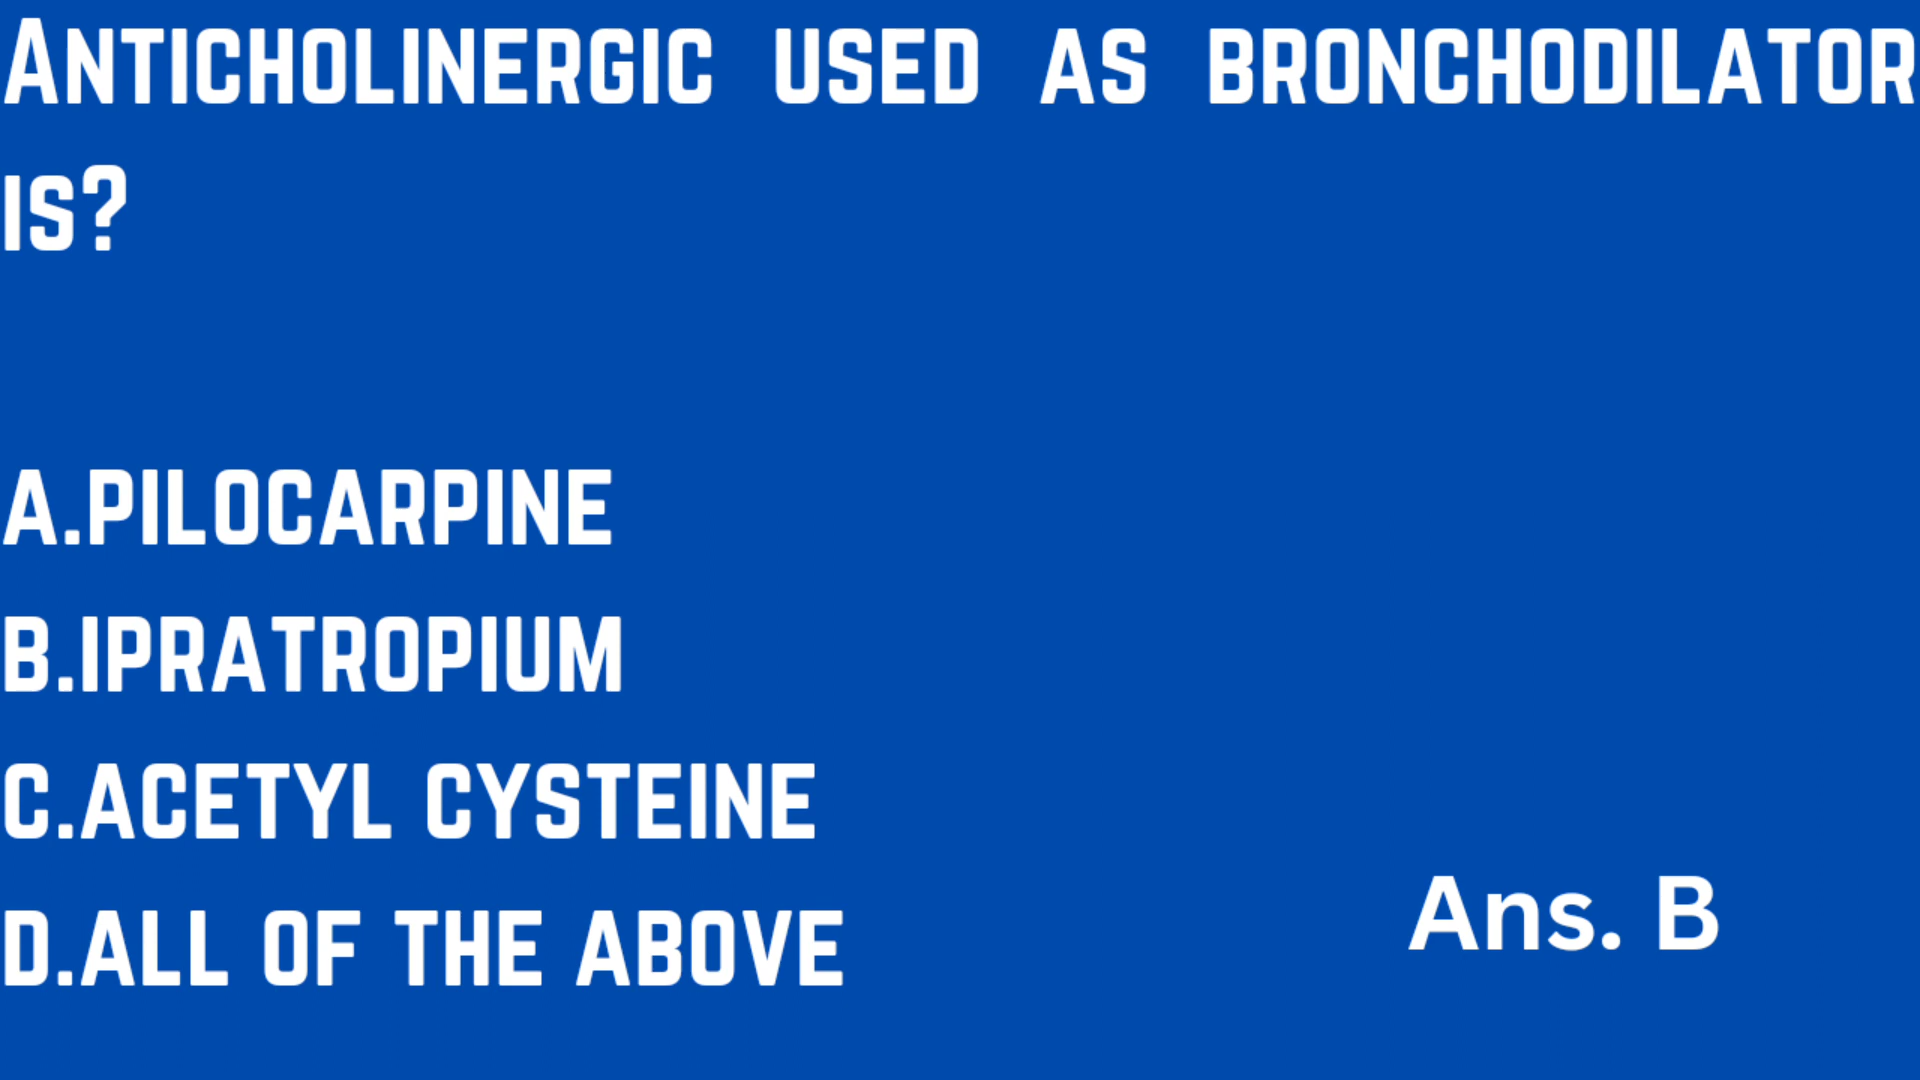 Anticholinergic used as bronchodilator
is?
A.PILOCARPINE
B.IPRATROPIUM
C.ACETYL CYSTEINE
D.ALL OF THE ABOVE
Ans. B